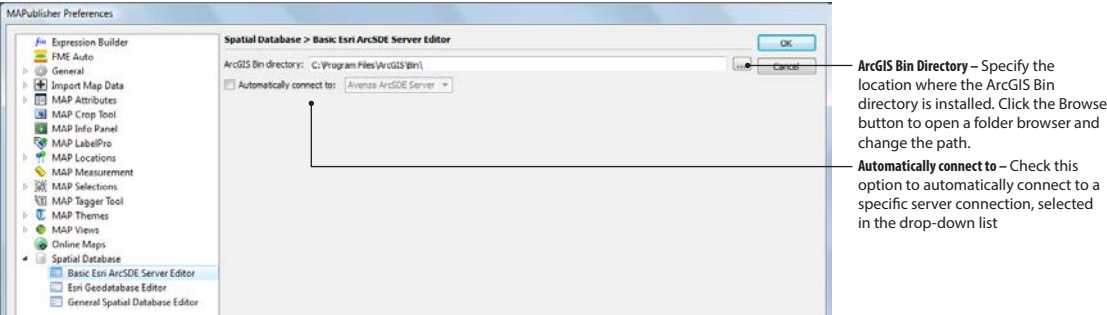 MAPublisher Preferences
Expression Builder
FME Auto
General
Import Map Data
MAP Attributes
MAP Crop Tool
MAP Info Panel
MAP LabelPro
MAP Locations
MAP Measurement
MAP Selections
MAP Tagger Tool
MAP Themes
MAP Views
Online Maps
Spatial Database
Basic Esri ArcSDE Server Editor
Esri Geodatabase Editor
General Spatial Database Editor
Spatial Database > Basic Esri ArcSDE Server Editor
ArcGIS Bin directory: C:\Program Files\ArcGIS\Bin\
...
Automatically connect to: Avenza ArcSDE Server
OK
Cancel
ArcGIS Bin Directory – Specify the
location where the ArcGIS Bin
directory is installed. Click the Browse
button to open a folder browser and
change the path.
Automatically connect to – Check this
option to automatically connect to a
specific server connection, selected
in the drop-down list